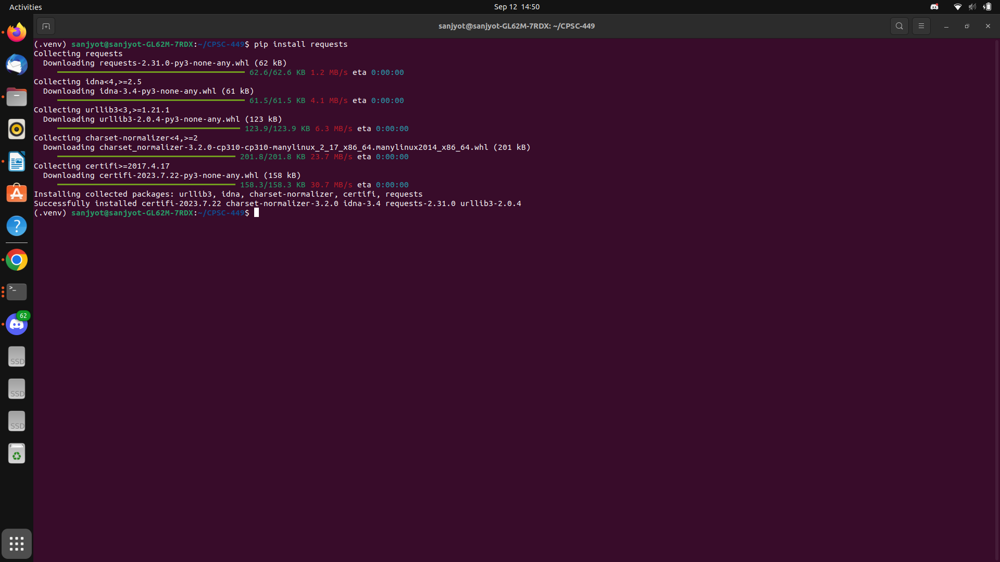 Activities
Sep 12 14:50
sanjyot@sanjyot-GL62M-7RDX: ~/CPSC-449
(.venv) sanjyot@sanjyot-GL62M-7RDX:~/CPSC-449$ pip install requests
Collecting requests
Downloading requests-2.31.0-py3-none-any.whl (62 kB)
62.6/62.6 KB 1.2 MB/s eta 0:00:00
Collecting idna<4,>=2.5
Downloading idna-3.4-py3-none-any.whl (61 kB)
61.5/61.5 KB 4.1 MB/s eta 0:00:00
Collecting urllib3<3,>=1.21.1
Downloading urllib3-2.0.4-py3-none-any.whl (123 kB)
123.9/123.9 KB 6.3 MB/s eta 0:00:00
Collecting charset-normalizer<4,>=2
Downloading charset_normalizer-3.2.0-cp310-cp310-manylinux_2_17_x86_64.manylinux2014_x86_64.whl (201 kB)
201.8/201.8 KB 23.7 MB/s eta 0:00:00
Collecting certifi>=2017.4.17
Downloading certifi-2023.7.22-py3-none-any.whl (158 kB)
158.3/158.3 KB 30.7 MB/s eta 0:00:00
Installing collected packages: urllib3, idna, charset-normalizer, certifi, requests
Successfully installed certifi-2023.7.22 charset-normalizer-3.2.0 idna-3.4 requests-2.31.0 urllib3-2.0.4
(.venv) sanjyot@sanjyot-GL62M-7RDX:~/CPSC-449$
?
>_
62
SSD
SSD
SSD